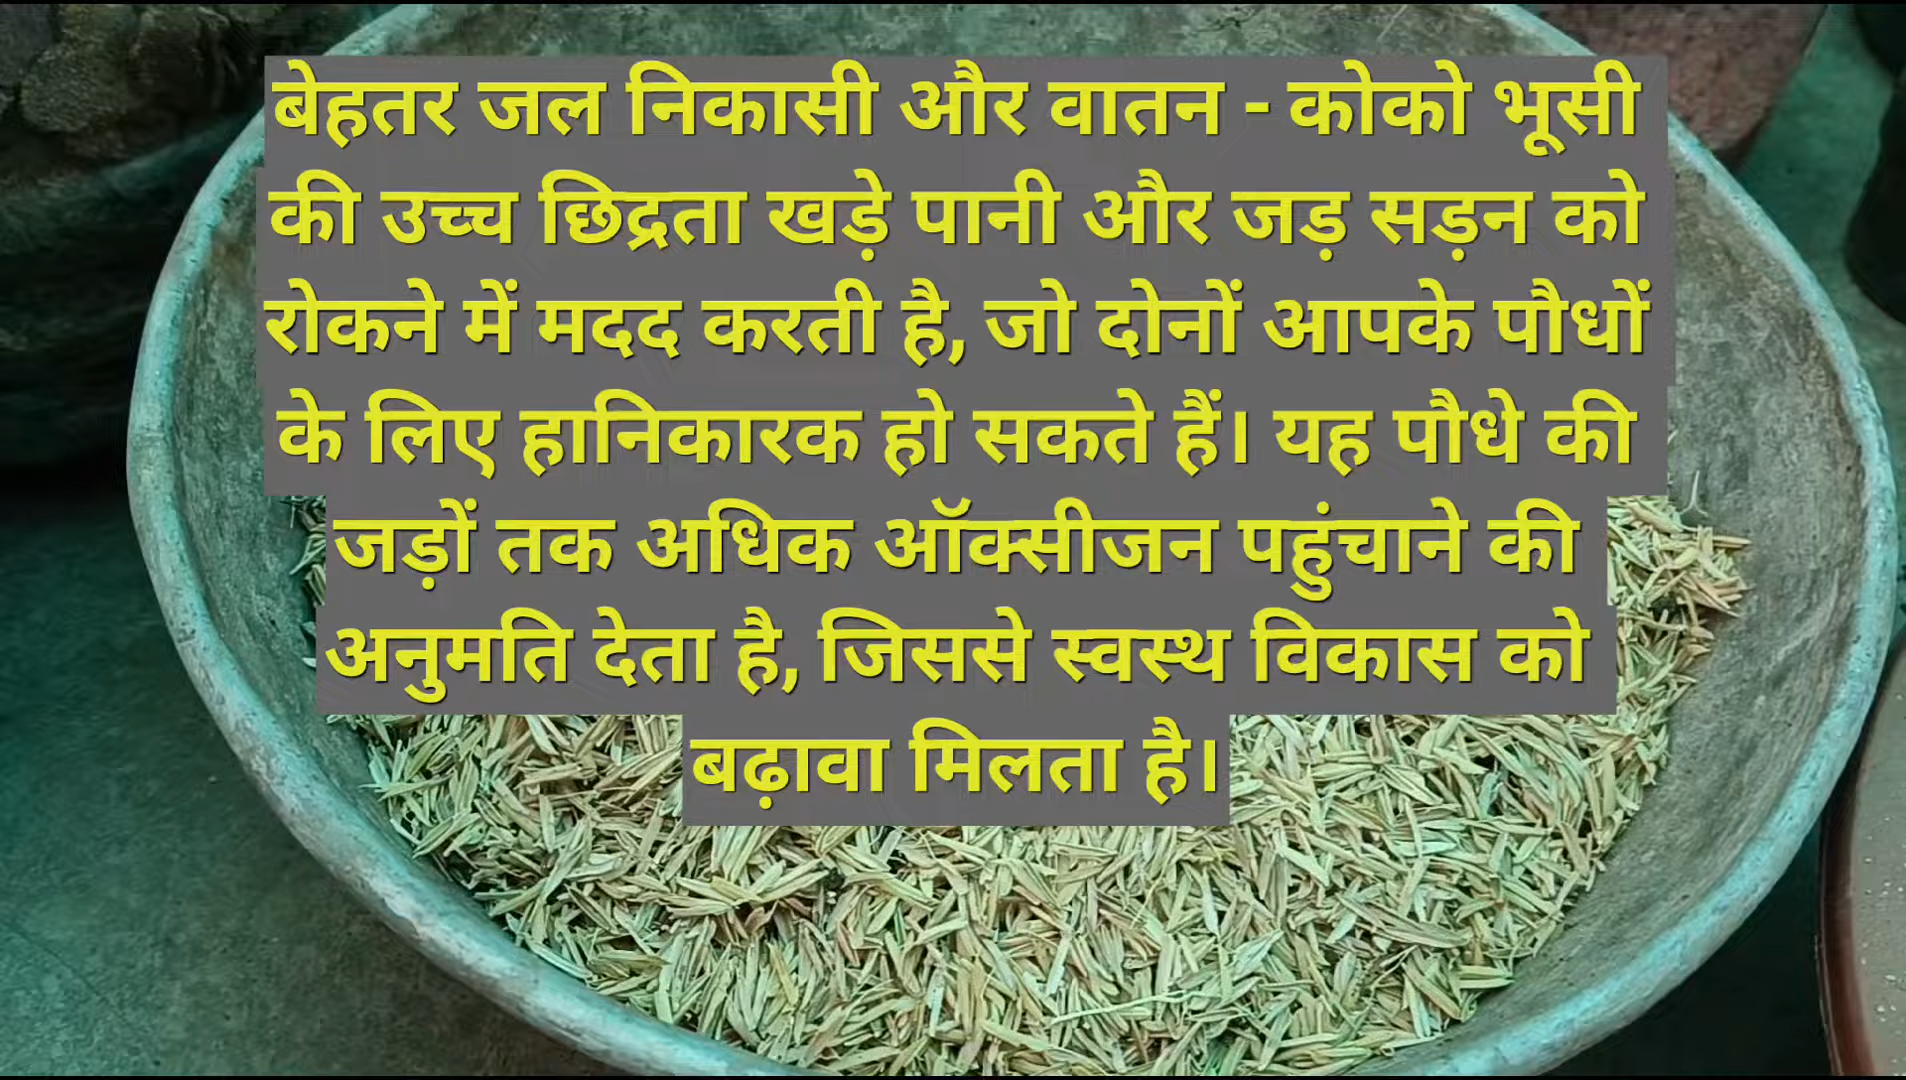 बेहतर जल निकासी और वातन - कोको भूसी
की उच्च छिद्रता खड़े पानी और जड़ सड़न को
रोकने में मदद करती है, जो दोनों आपके पौधों
के लिए हानिकारक हो सकते हैं। यह पौधे की
जड़ों तक अधिक ऑक्सीजन पहुंचाने की
अनुमति देता है, जिससे स्वस्थ विकास को
बढ़ावा मिलता है।